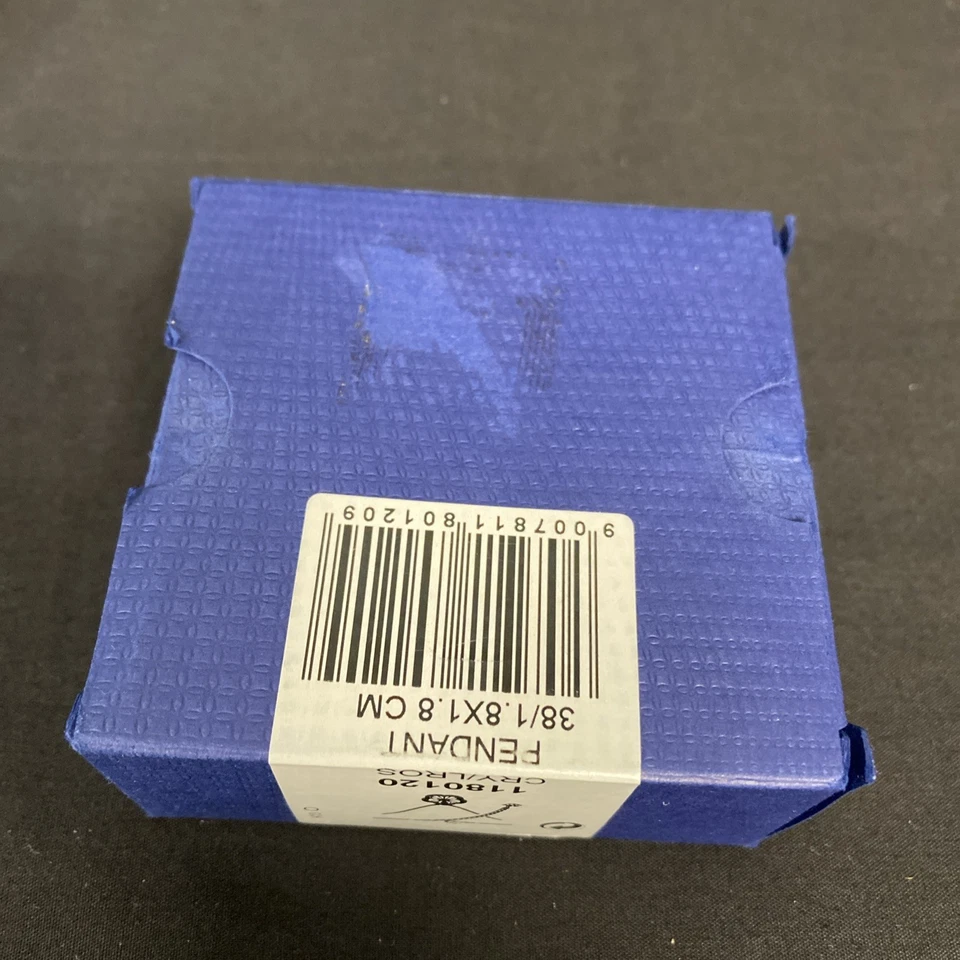 1180120
CRY/LROS
PENDANT
38/1.8X1.8 CM
9 007811 801209